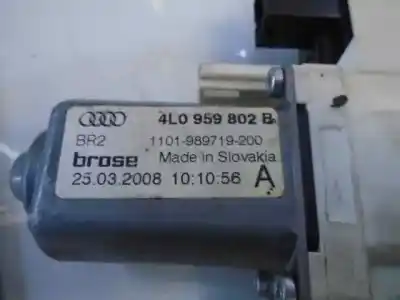 4L0 959 802 B
BR2 1101-989719-200
brose Made in Slovakia
25.03.2008 10:10:56 A